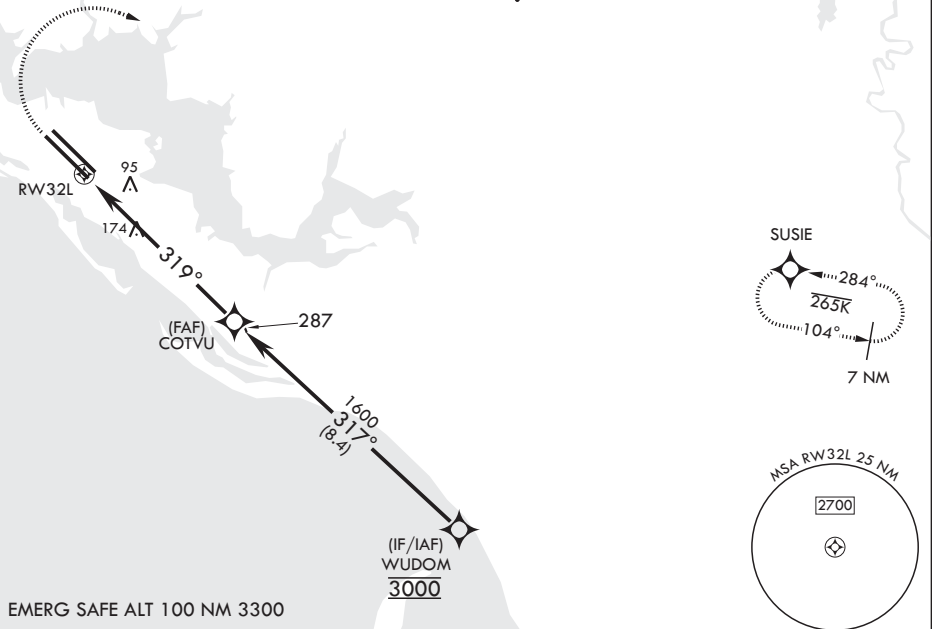 95
RW32L
174
319°
(FAF)
COTVU
287
1600
317°
(8.4)
(IF/IAF)
WUDOM
3000
SUSIE
284°
265K
104°
7 NM
MSA RW32L 25 NM
2700
EMERG SAFE ALT 100 NM 3300